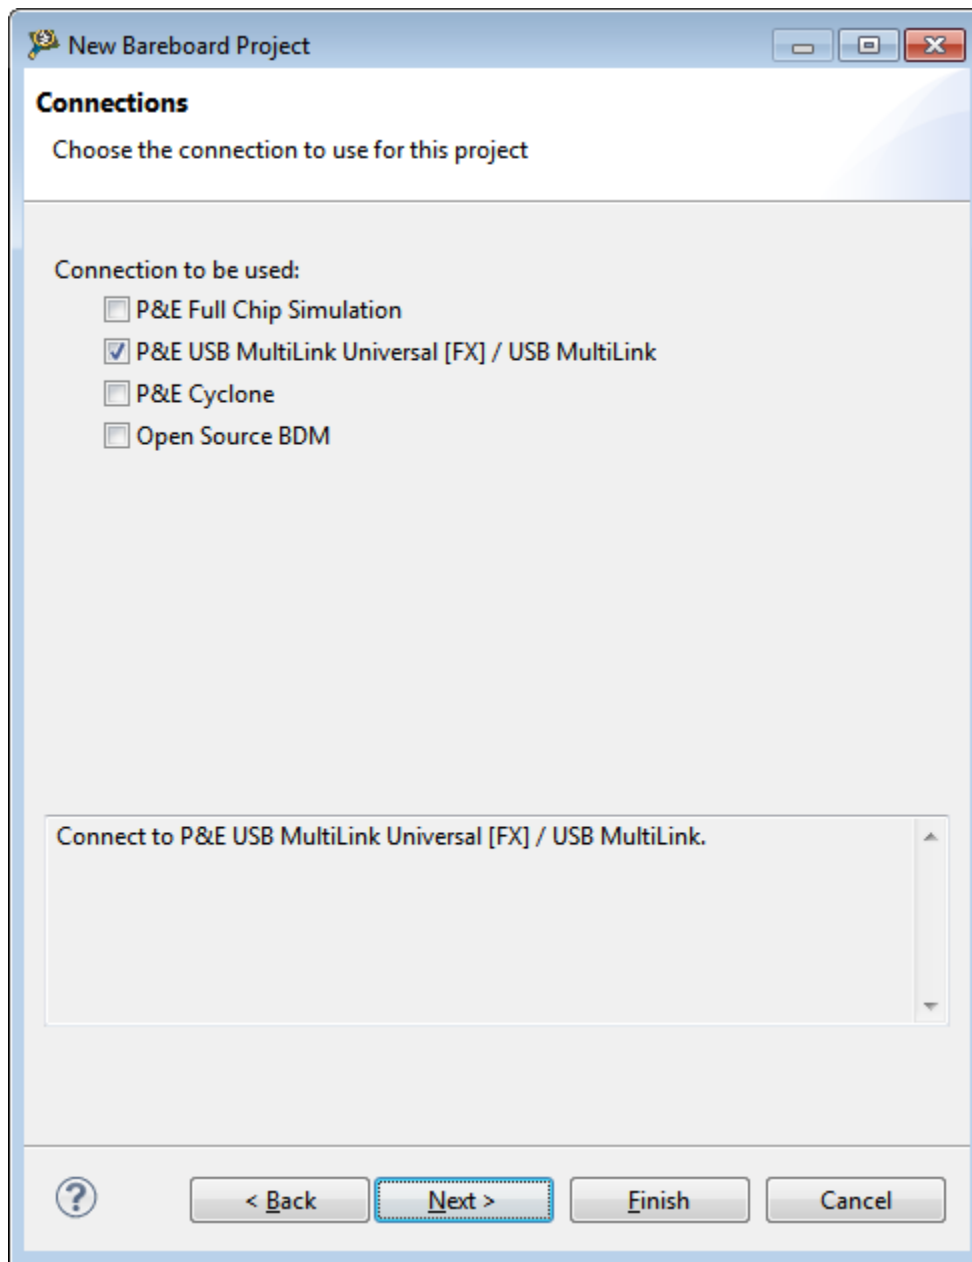 New Bareboard Project
Connections
Choose the connection to use for this project
Connection to be used:
P&E Full Chip Simulation
P&E USB MultiLink Universal [FX] / USB MultiLink
P&E Cyclone
Open Source BDM
Connect to P&E USB MultiLink Universal [FX] / USB MultiLink.
? < Back Next > Finish Cancel